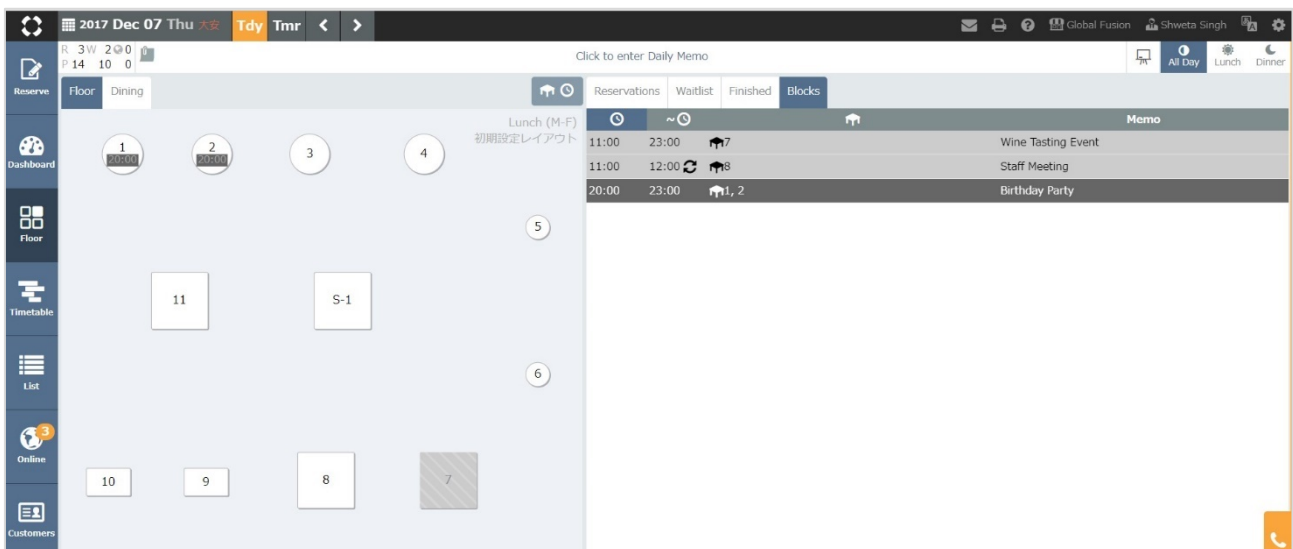 2017 Dec 07 Thu 大安 Tdy Tmr Global Fusion Shweta Singh
R 3 W 2 0
P 14 10 0
Click to enter Daily Memo
All Day Lunch Dinner
Reserve
Dashboard
Floor
Timetable
List
3
Online
Customers
Floor Dining
Lunch (M-F)
初期設定レイアウト
1
20:00
2
20:00
3
4
5
11
S-1
6
10
9
8
7
Reservations Waitlist Finished Blocks
~ Memo
11:00 23:00 7 Wine Tasting Event
11:00 12:00 8 Staff Meeting
20:00 23:00 1, 2 Birthday Party